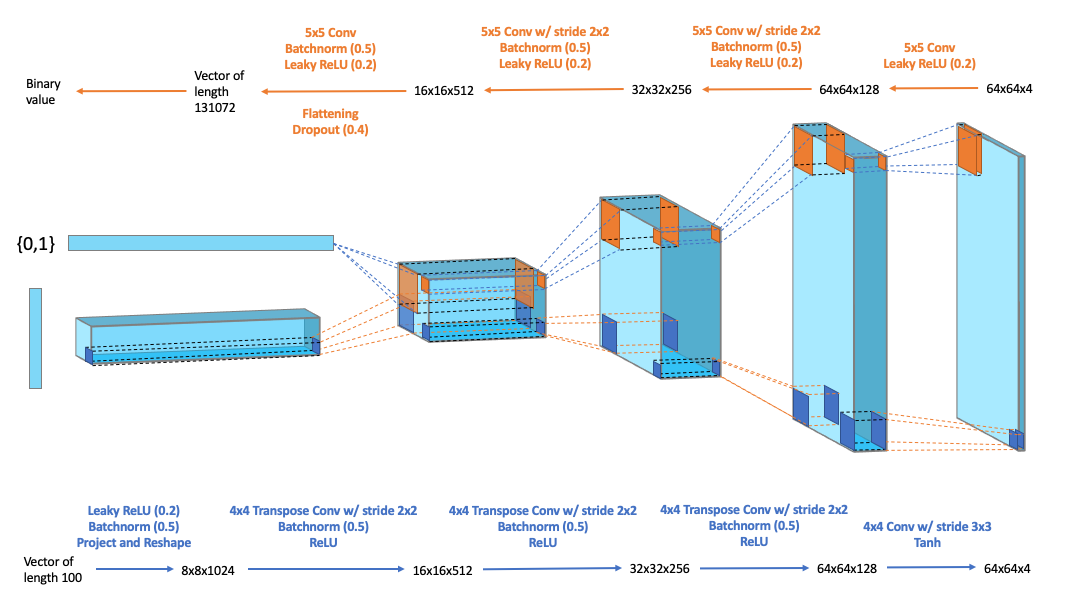 5x5 Conv
Batchnorm (0.5)
Leaky ReLU (0.2)
5x5 Conv w/ stride 2x2
Batchnorm (0.5)
Leaky ReLU (0.2)
5x5 Conv w/ stride 2x2
Batchnorm (0.5)
Leaky ReLU (0.2)
5x5 Conv
Leaky ReLU (0.2)
Binary
value
Vector of
length
131072
16x16x512
32x32x256
64x64x128
64x64x4
Flattening
Dropout (0.4)
{0,1}
Leaky ReLU (0.2)
Batchnorm (0.5)
Project and Reshape
4x4 Transpose Conv w/ stride 2x2
Batchnorm (0.5)
ReLU
4x4 Transpose Conv w/ stride 2x2
Batchnorm (0.5)
ReLU
4x4 Transpose Conv w/ stride 2x2
Batchnorm (0.5)
ReLU
4x4 Conv w/ stride 3x3
Tanh
Vector of
length 100
8x8x1024
16x16x512
32x32x256
64x64x128
64x64x4